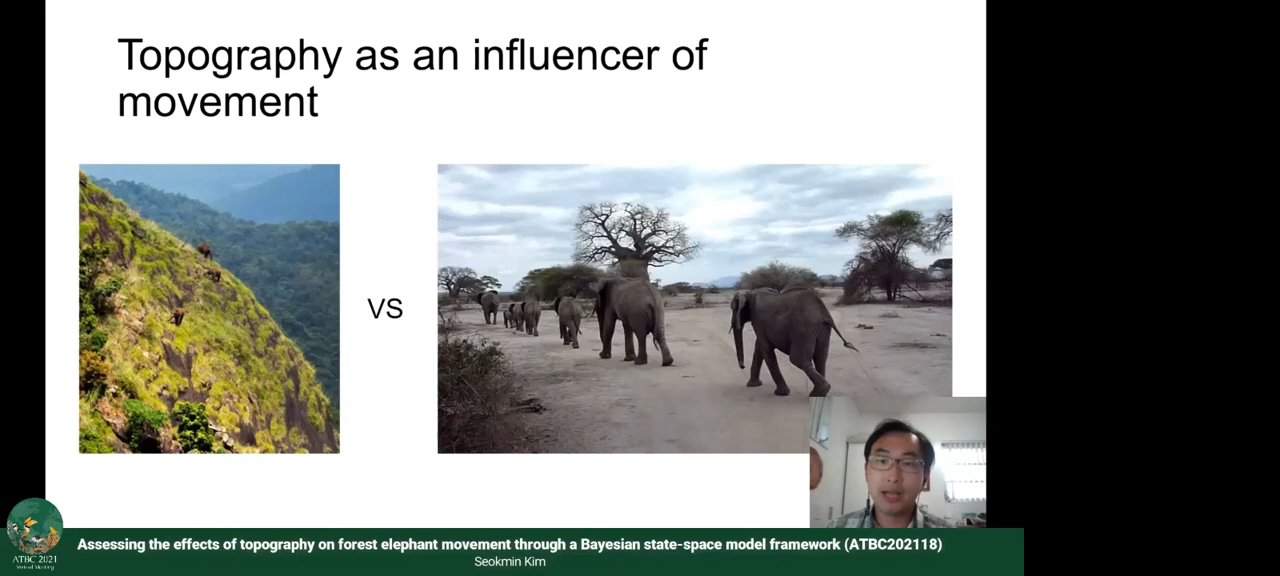 Topography as an influencer of
movement
VS
ATBC 2021
Virtual Meeting
Assessing the effects of topography on forest elephant movement through a Bayesian state-space model framework (ATBC202118)
Seokmin Kim